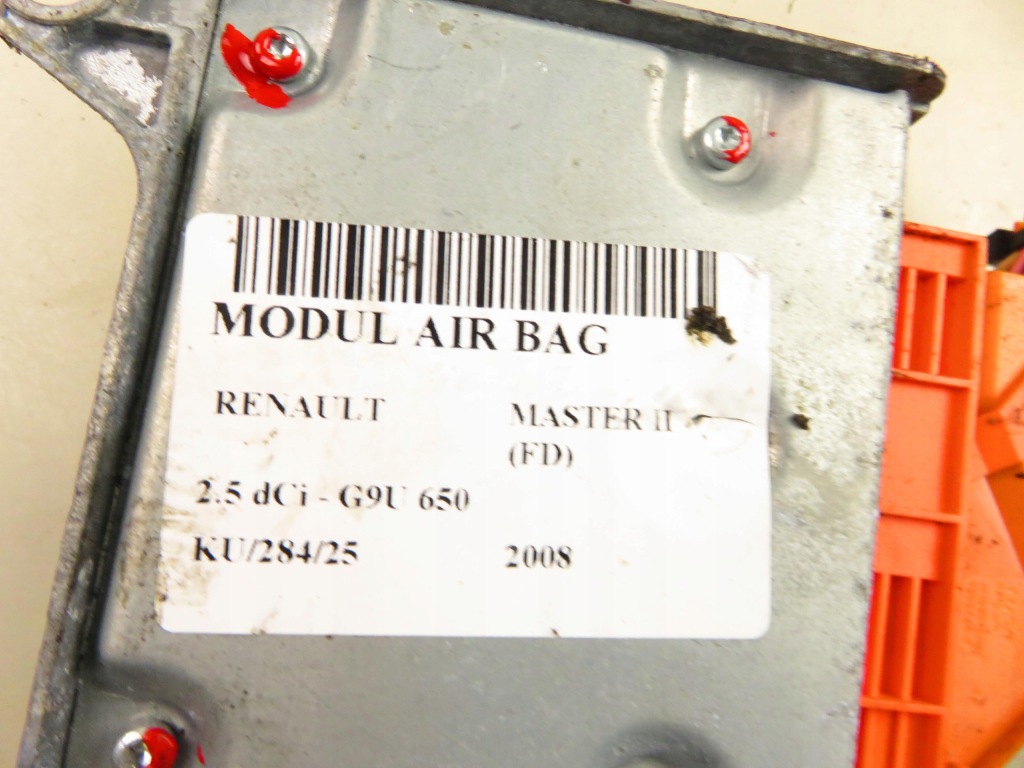 MODUL AIR BAG
RENAULT MASTER II
(FD)
2.5 dCi - G9U 650
KU/284/25 2008